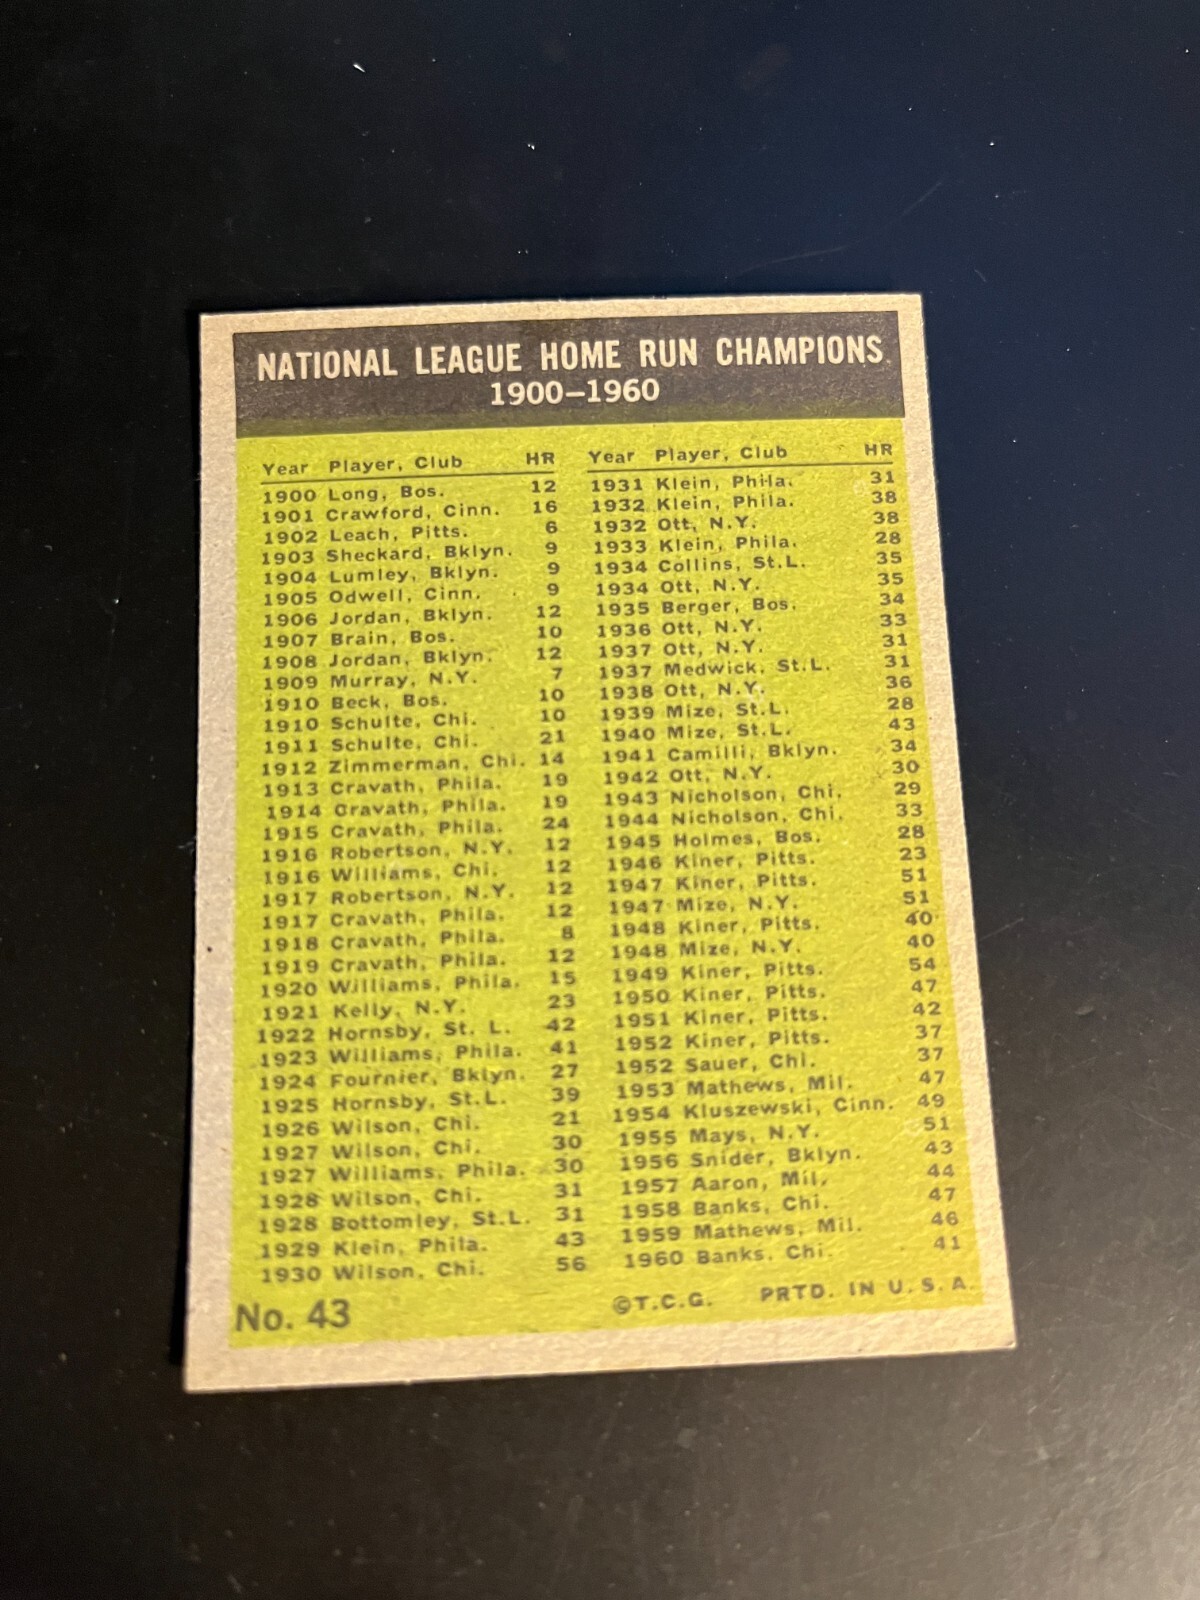 NATIONAL LEAGUE HOME RUN CHAMPIONS
1900–1960
Year Player, Club HR
1900 Long, Bos. 12
1901 Crawford, Cinn. 16
1902 Leach, Pitts. 6
1903 Sheckard, Bklyn. 9
1904 Lumley, Bklyn. 9
1905 Odwell, Cinn. 9
1906 Jordan, Bklyn. 12
1907 Brain, Bos. 10
1908 Jordan, Bklyn. 12
1909 Murray, N.Y. 7
1910 Beck, Bos. 10
1910 Schulte, Chi. 10
1911 Schulte, Chi. 21
1912 Zimmerman, Chi. 14
1913 Cravath, Phila. 19
1914 Cravath, Phila. 19
1915 Cravath, Phila. 24
1916 Robertson, N.Y. 12
1916 Williams, Chi. 12
1917 Robertson, N.Y. 12
1917 Cravath, Phila. 12
1918 Cravath, Phila. 8
1919 Cravath, Phila. 12
1920 Williams, Phila. 15
1921 Kelly, N.Y. 23
1922 Hornsby, St. L. 42
1923 Williams, Phila. 41
1924 Fournier, Bklyn. 27
1925 Hornsby, St.L. 39
1926 Wilson, Chi. 21
1927 Wilson, Chi. 30
1927 Williams, Phila. 30
1928 Wilson, Chi. 31
1928 Bottomley, St.L. 31
1929 Klein, Phila. 43
1930 Wilson, Chi. 56
Year Player, Club HR
1931 Klein, Phila. 31
1932 Klein, Phila. 38
1932 Ott, N.Y. 38
1933 Klein, Phila. 28
1934 Collins, St.L. 35
1934 Ott, N.Y. 35
1935 Berger, Bos. 34
1936 Ott, N.Y. 33
1937 Ott, N.Y. 31
1937 Medwick, St.L. 31
1938 Ott, N.Y. 36
1939 Mize, St.L. 28
1940 Mize, St.L. 43
1941 Camilli, Bklyn. 34
1942 Ott, N.Y. 30
1943 Nicholson, Chi. 29
1944 Nicholson, Chi. 33
1945 Holmes, Bos. 28
1946 Kiner, Pitts. 23
1947 Kiner, Pitts. 51
1947 Mize, N.Y. 51
1948 Kiner, Pitts. 40
1948 Mize, N.Y. 40
1949 Kiner, Pitts. 54
1950 Kiner, Pitts. 47
1951 Kiner, Pitts. 42
1952 Kiner, Pitts. 37
1952 Sauer, Chi. 37
1953 Mathews, Mil. 47
1954 Kluszewski, Cinn. 49
1955 Mays, N.Y. 51
1956 Snider, Bklyn. 43
1957 Aaron, Mil. 44
1958 Banks, Chi. 47
1959 Mathews, Mil. 46
1960 Banks, Chi. 41
No. 43 ©T.C.G. PRTD. IN U.S.A.